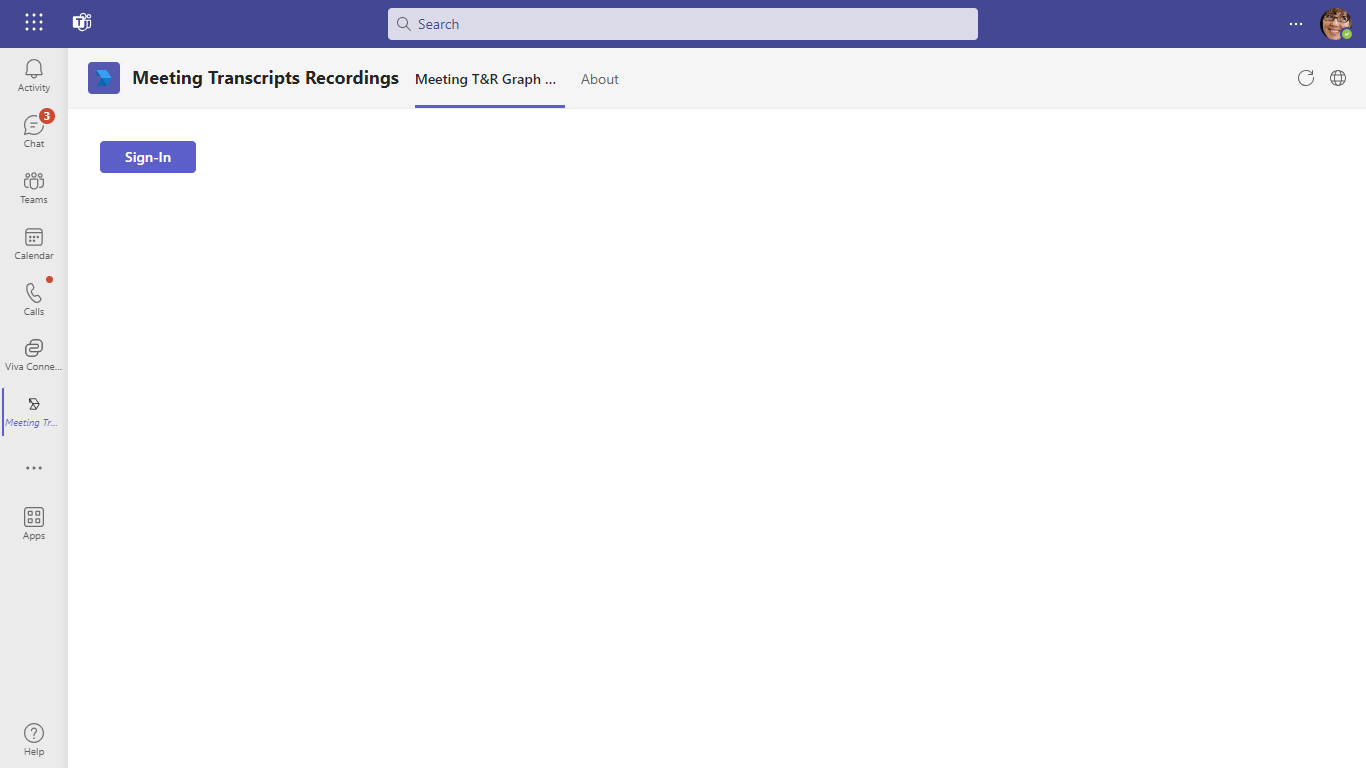 Search
Activity
3
Chat
Teams
Calendar
Calls
Viva Conne...
Meeting Tr...
Apps
Help
Meeting Transcripts Recordings
Meeting T&R Graph ...
About
Sign-In